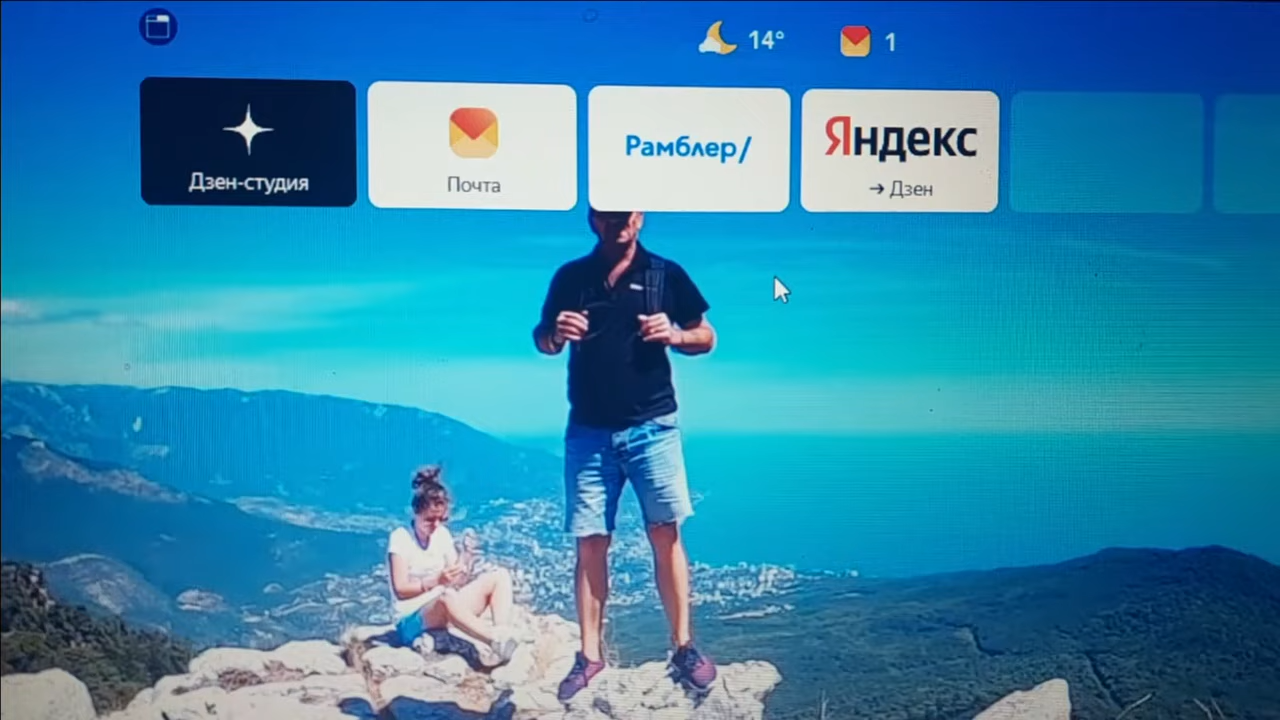 14°
1
Дзен-студия
Почта
Рамблер/
Яндекс
→ Дзен